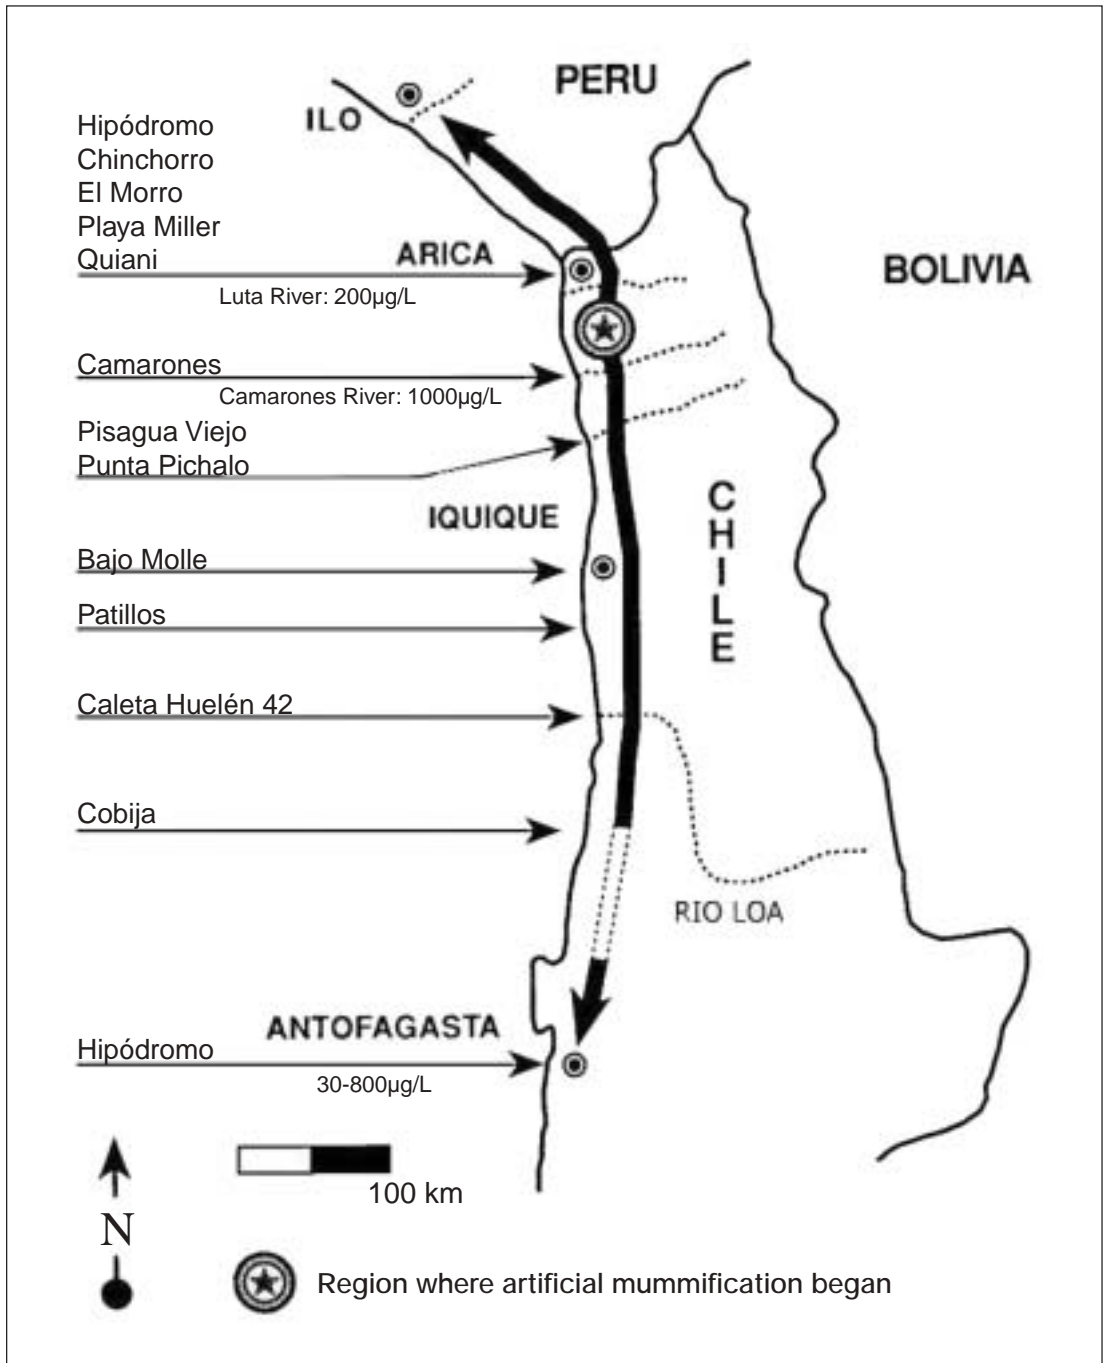 PERU
ILO
Hipódromo
Chinchorro
El Morro
Playa Miller
Quiani
ARICA
BOLIVIA
Luta River: 200µg/L
Camarones
Camarones River: 1000µg/L
Pisagua Viejo
Punta Pichalo
CHILE
IQUIQUE
Bajo Molle
Patillos
Caleta Huelén 42
Cobija
RIO LOA
ANTOFAGASTA
Hipódromo
30-800µg/L
100 km
N
Region where artificial mummification began